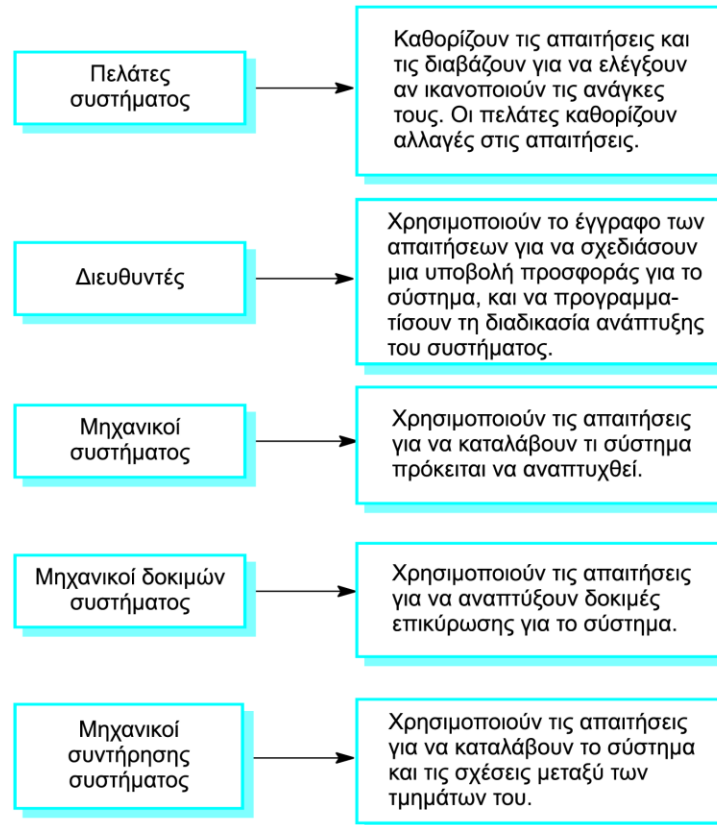 Πελάτες
συστήματος
Καθορίζουν τις απαιτήσεις και
τις διαβάζουν για να ελέγξουν
αν ικανοποιούν τις ανάγκες
τους. Οι πελάτες καθορίζουν
αλλαγές στις απαιτήσεις.
Διευθυντές
Χρησιμοποιούν το έγγραφο των
απαιτήσεων για να σχεδιάσουν
μια υποβολή προσφοράς για το
σύστημα, και να προγραμμα-
τίσουν τη διαδικασία ανάπτυξης
του συστήματος.
Μηχανικοί
συστήματος
Χρησιμοποιούν τις απαιτήσεις
για να καταλάβουν τι σύστημα
πρόκειται να αναπτυχθεί.
Μηχανικοί δοκιμών
συστήματος
Χρησιμοποιούν τις απαιτήσεις
για να αναπτύξουν δοκιμές
επικύρωσης για το σύστημα.
Μηχανικοί
συντήρησης
συστήματος
Χρησιμοποιούν τις απαιτήσεις
για να καταλάβουν το σύστημα
και τις σχέσεις μεταξύ των
τμημάτων του.